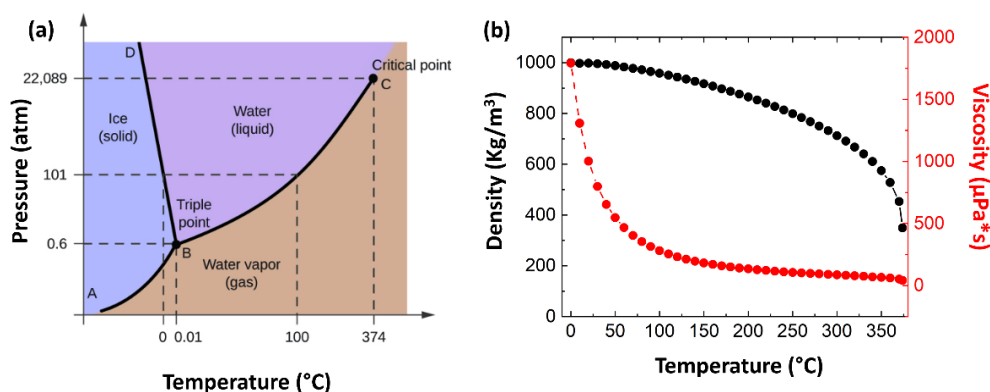 (a)
Pressure (atm)
22,089
101
0.6
D
Critical point
C
Ice
(solid)
Water
(liquid)
Triple
point
B
A
Water vapor
(gas)
0
0.01
100
374
Temperature (°C)
(b)
Density (Kg/m³)
1000
800
600
400
200
0
0
50
100
150
200
250
300
350
Temperature (°C)
2000
1500
1000
500
0
Viscosity (µPa*s)